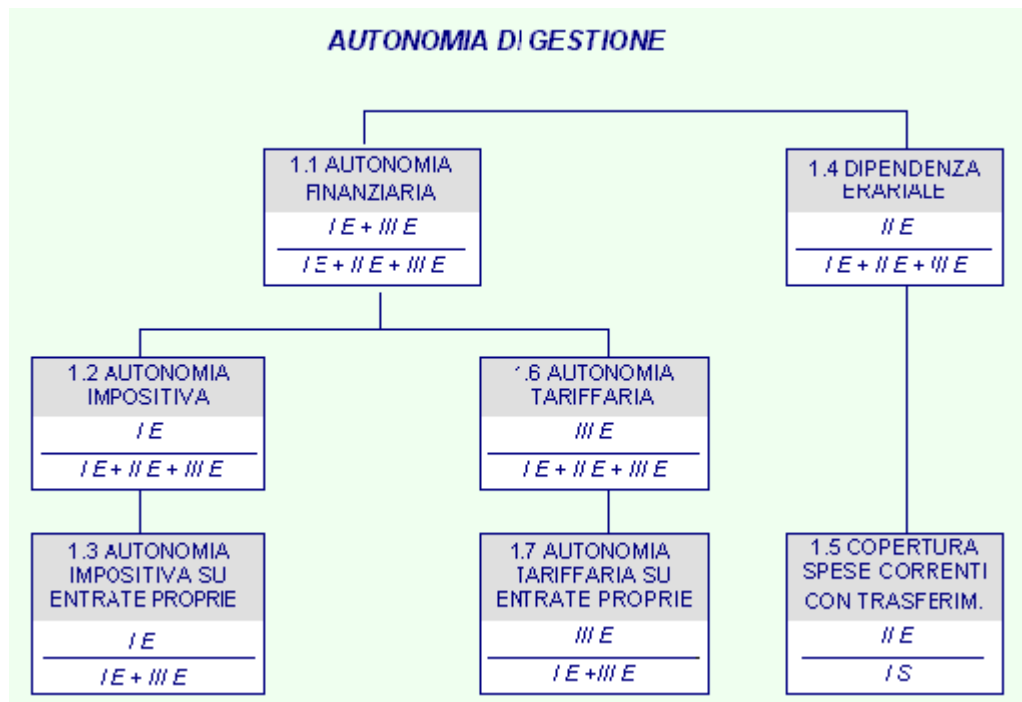 AUTONOMIA DI GESTIONE
1.1 AUTONOMIA
FINANZIARIA
I E + III E
I E + II E + III E
1.4 DIPENDENZA
ERARIALE
II E
I E + II E + III E
1.2 AUTONOMIA
IMPOSITIVA
I E
I E + II E + III E
1.6 AUTONOMIA
TARIFFARIA
III E
I E + II E + III E
1.3 AUTONOMIA
IMPOSITIVA SU
ENTRATE PROPRIE
I E
I E + III E
1.7 AUTONOMIA
TARIFFARIA SU
ENTRATE PROPRIE
III E
I E +III E
1.5 COPERTURA
SPESE CORRENTI
CON TRASFERIM.
II E
I S